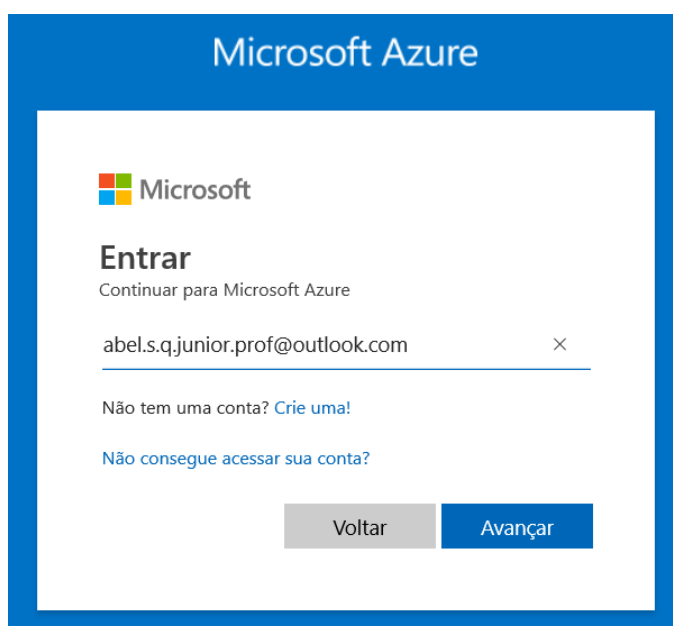 Microsoft Azure
Microsoft
Entrar
Continuar para Microsoft Azure
abel.s.q.junior.prof@outlook.com
Não tem uma conta? Crie uma!
Não consegue acessar sua conta?
Voltar Avançar